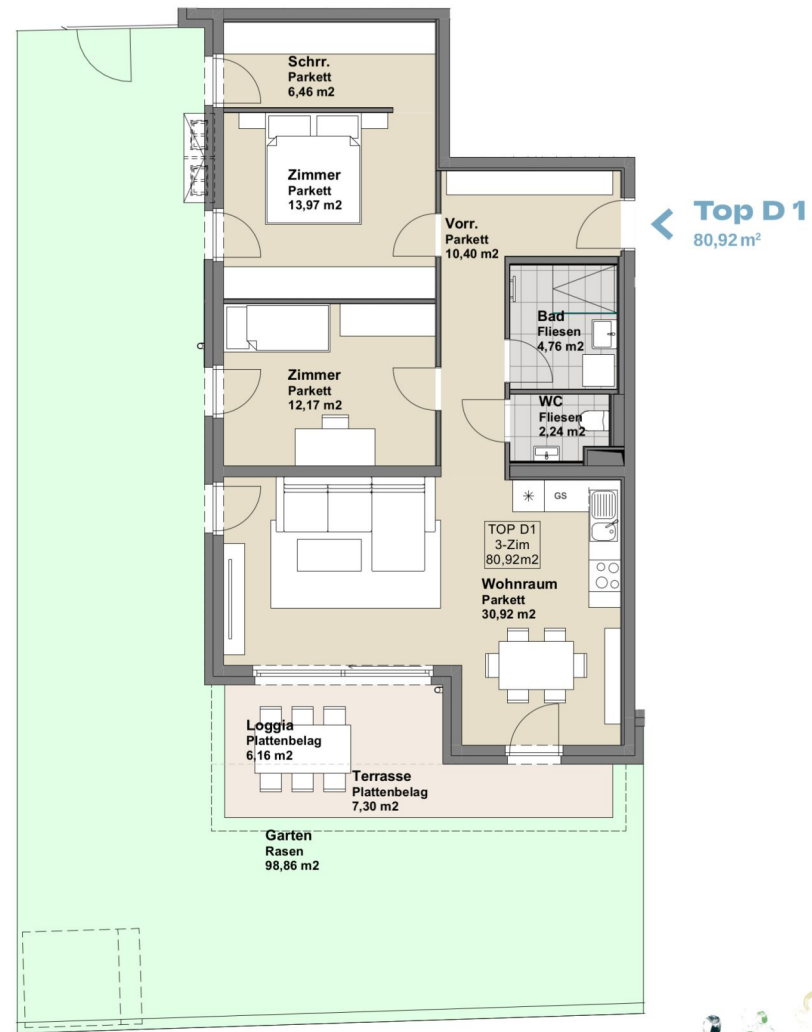 Schrr.
Parkett
6,46 m2
Zimmer
Parkett
13,97 m2
Vorr.
Parkett
10,40 m2
Top D 1
80,92 m²
Bad
Fliesen
4,76 m2
Zimmer
Parkett
12,17 m2
WC
Fliesen
2,24 m2
GS
TOP D1
3-Zim
80,92m2
Wohnraum
Parkett
30,92 m2
Loggia
Plattenbelag
6,16 m2
Terrasse
Plattenbelag
7,30 m2
Garten
Rasen
98,86 m2